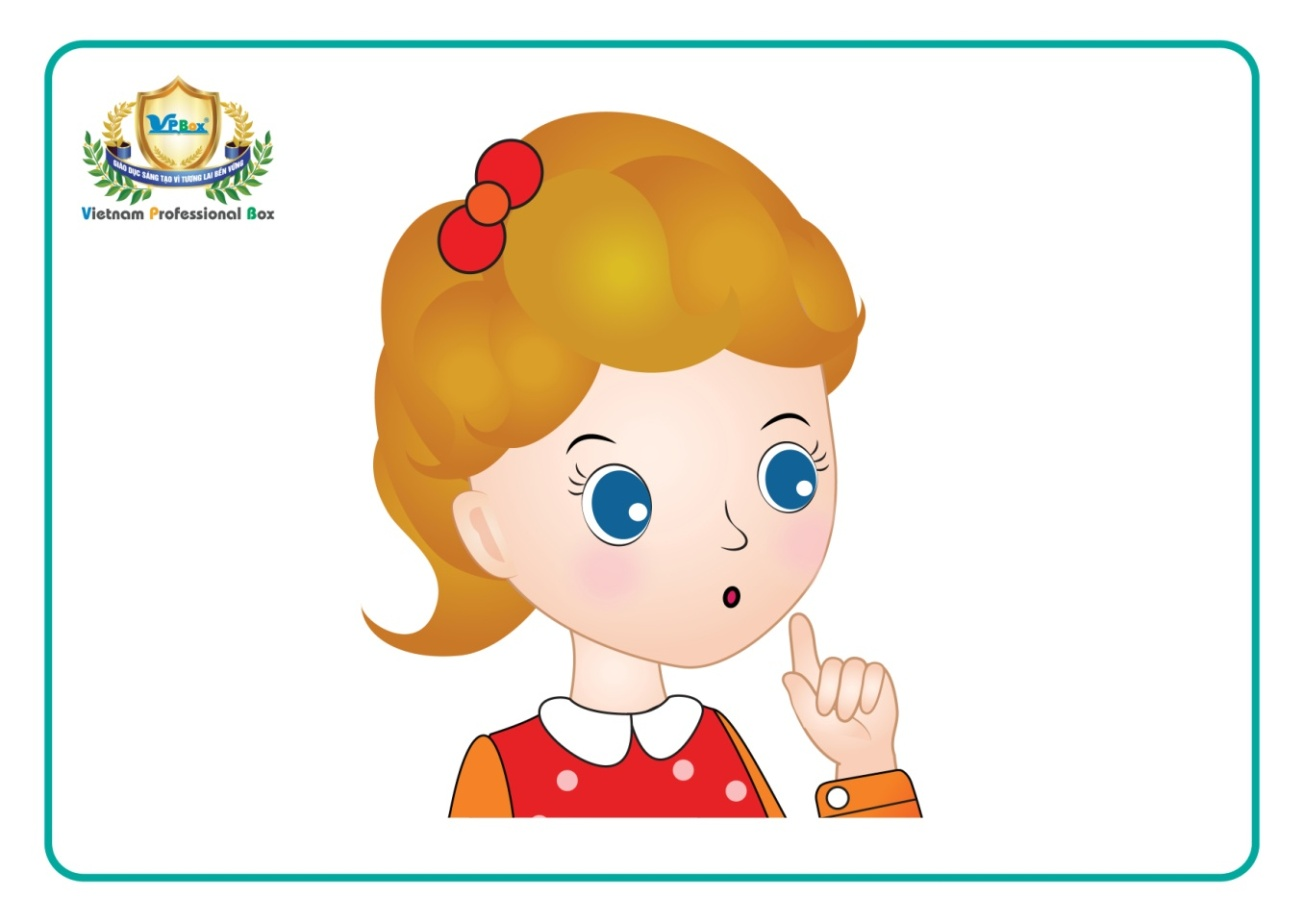 VPBox®
GIÁO DỤC SÁNG TẠO VÌ TƯƠNG LAI BỀN VỮNG
Vietnam Professional Box